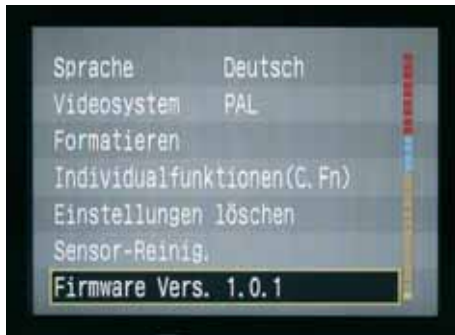 Sprache Deutsch
Videosystem PAL
Formatieren
Individualfunktionen(C.Fn)
Einstellungen löschen
Sensor-Reinig.
Firmware Vers. 1.0.1